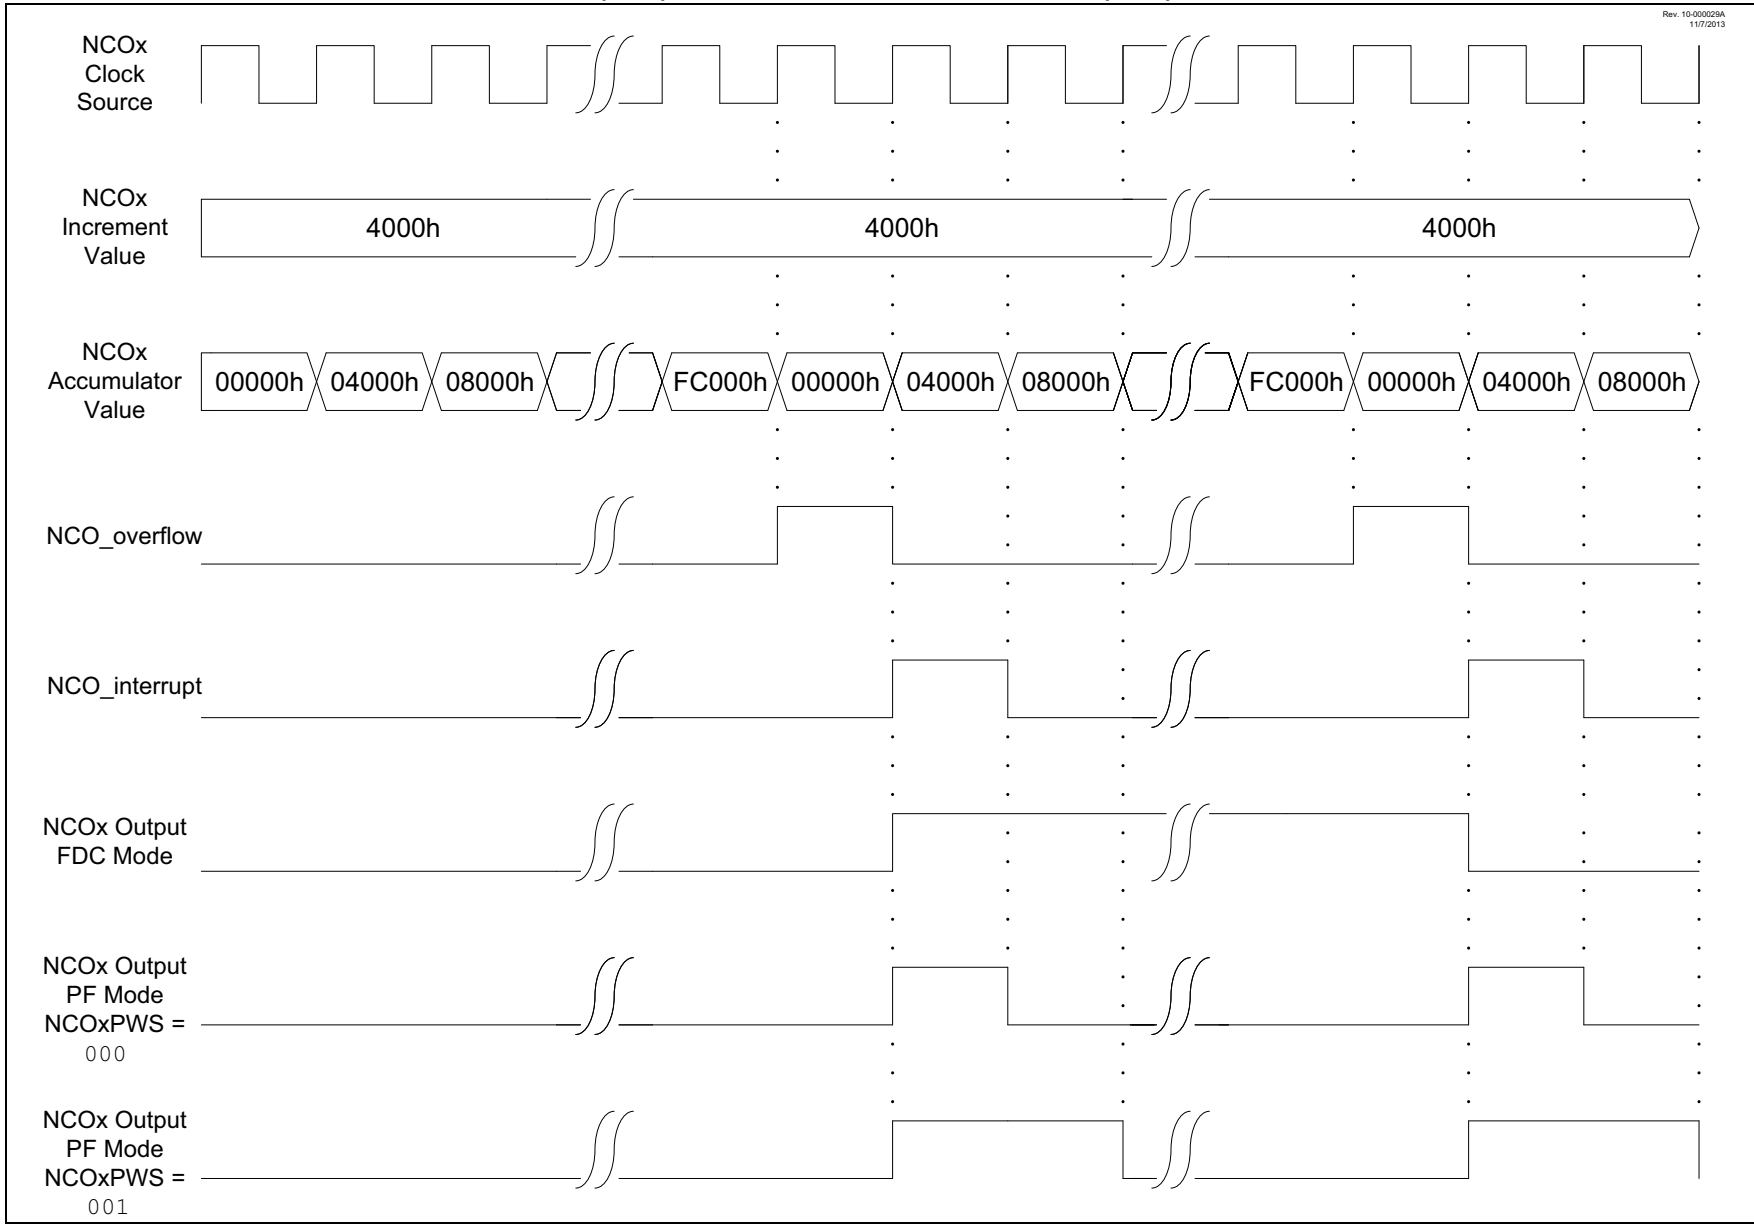 Rev. 10-000029A
11/7/2013
NCOx
Clock
Source
NCOx
Increment
Value
4000h
4000h
4000h
NCOx
Accumulator
Value
00000h
04000h
08000h
FC000h
00000h
04000h
08000h
FC000h
00000h
04000h
08000h
NCO_overflow
NCO_interrupt
NCOx Output
FDC Mode
NCOx Output
PF Mode
NCOxPWS =
000
NCOx Output
PF Mode
NCOxPWS =
001